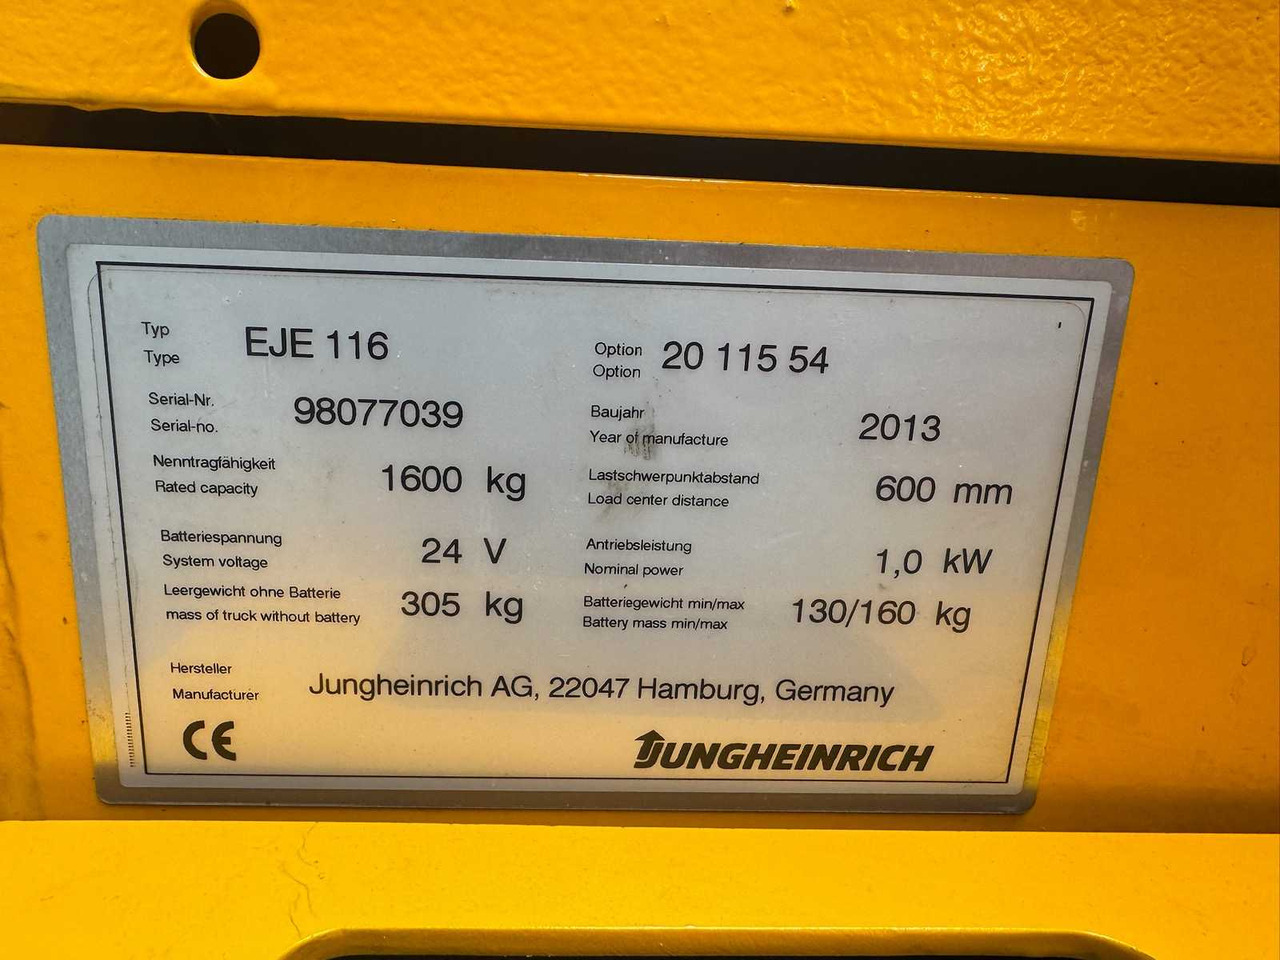 Typ
Type
EJE 116
Option
Option
20 115 54
Serial-Nr.
Serial-no.
98077039
Baujahr
Year of manufacture
2013
Nenntragfähigkeit
Rated capacity
1600 kg
Lastschwerpunktabstand
Load center distance
600 mm
Batteriespannung
System voltage
24 V
Antriebsleistung
Nominal power
1,0 kW
Leergewicht ohne Batterie
mass of truck without battery
305 kg
Batteriegewicht min/max
Battery mass min/max
130/160 kg
Hersteller
Manufacturer
Jungheinrich AG, 22047 Hamburg, Germany
CE
JUNGHEINRICH